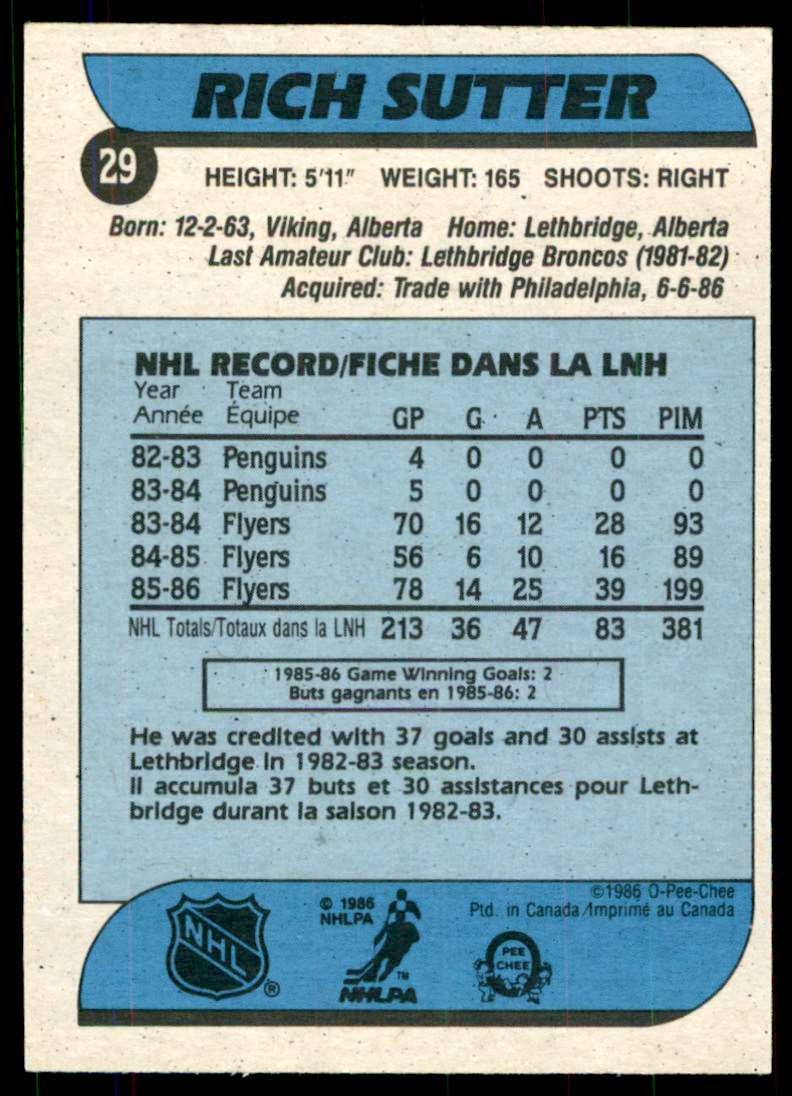 RICH SUTTER
29
HEIGHT: 5'11" WEIGHT: 165 SHOOTS: RIGHT
Born: 12-2-63, Viking, Alberta Home: Lethbridge, Alberta
Last Amateur Club: Lethbridge Broncos (1981-82)
Acquired: Trade with Philadelphia, 6-6-86
NHL RECORD/FICHE DANS LA LNH
Year Team
Année Équipe GP G A PTS PIM
82-83 Penguins 4 0 0 0 0
83-84 Penguins 5 0 0 0 0
83-84 Flyers 70 16 12 28 93
84-85 Flyers 56 6 10 16 89
85-86 Flyers 78 14 25 39 199
NHL Totals/Totaux dans la LNH 213 36 47 83 381
1985-86 Game Winning Goals: 2
Buts gagnants en 1985-86: 2
He was credited with 37 goals and 30 assists at
Lethbridge in 1982-83 season.
Il accumula 37 buts et 30 assistances pour Leth-
bridge durant la saison 1982-83.
©1986 O-Pee-Chee
Ptd. in Canada/Imprimé au Canada
© 1986
NHLPA
NHL
®
TM
NHLPA
PEE
CHEE